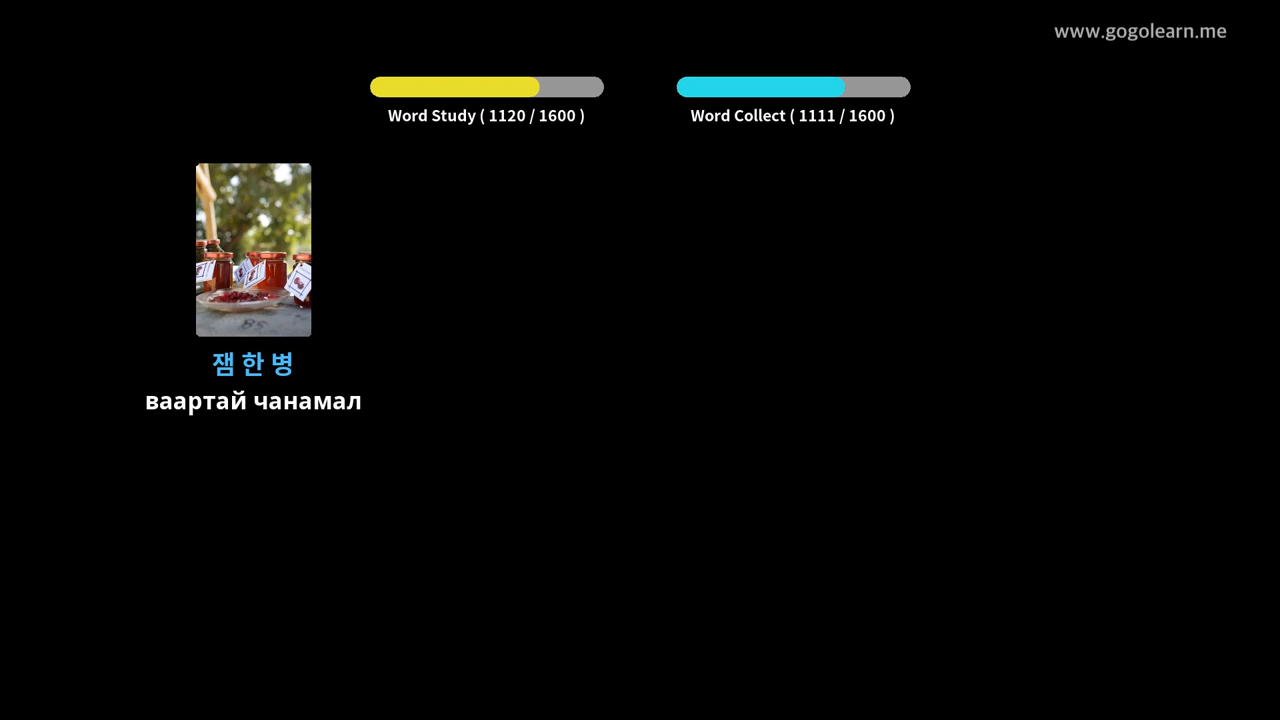 www.gogolearn.me
Word Study ( 1120 / 1600 )
Word Collect ( 1111 / 1600 )
잼 한 병
ваартай чанамал